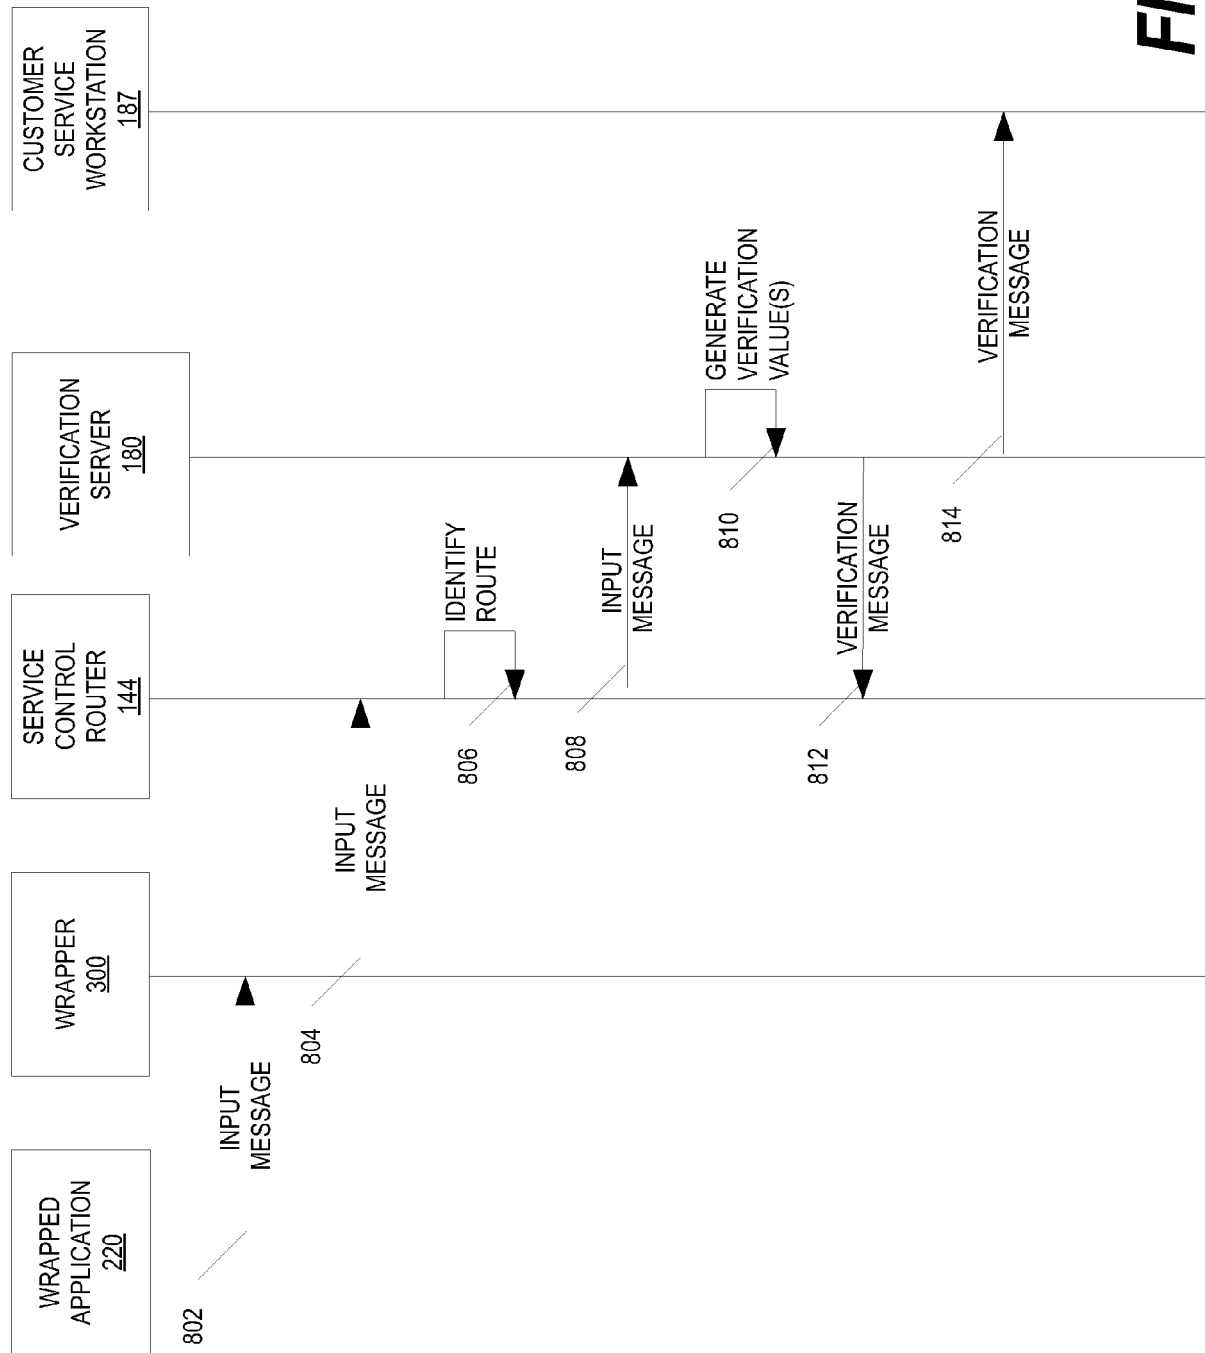 WRAPPED
APPLICATION
220
WRAPPER
300
SERVICE
CONTROL
ROUTER
144
VERIFICATION
SERVER
180
CUSTOMER
SERVICE
WORKSTATION
187
802
INPUT
MESSAGE
804
INPUT
MESSAGE
806
IDENTIFY
ROUTE
808
INPUT
MESSAGE
810
GENERATE
VERIFICATION
VALUE(S)
812
VERIFICATION
MESSAGE
814
VERIFICATION
MESSAGE